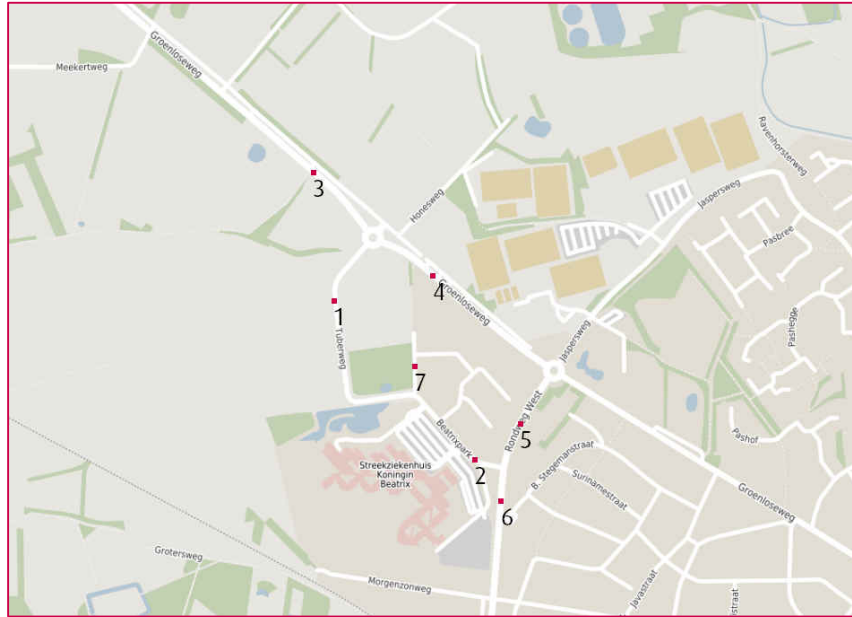 Groenloseweg
Meekertweg
Ravenhorsterweg
3
Honesweg
Jaspersweg
Pasbree
4
Groenloseweg
1
Tuberweg
Jaspersweg
Pashegge
7
Rondweg West
Beatrixpark
5
Pashof
Streekziekenhuis
Koningin
Beatrix
2
B. Stegemanstraat
Surinamestraat
Groenloseweg
6
Grotersweg
Morgenzonweg
Javastraat
straat